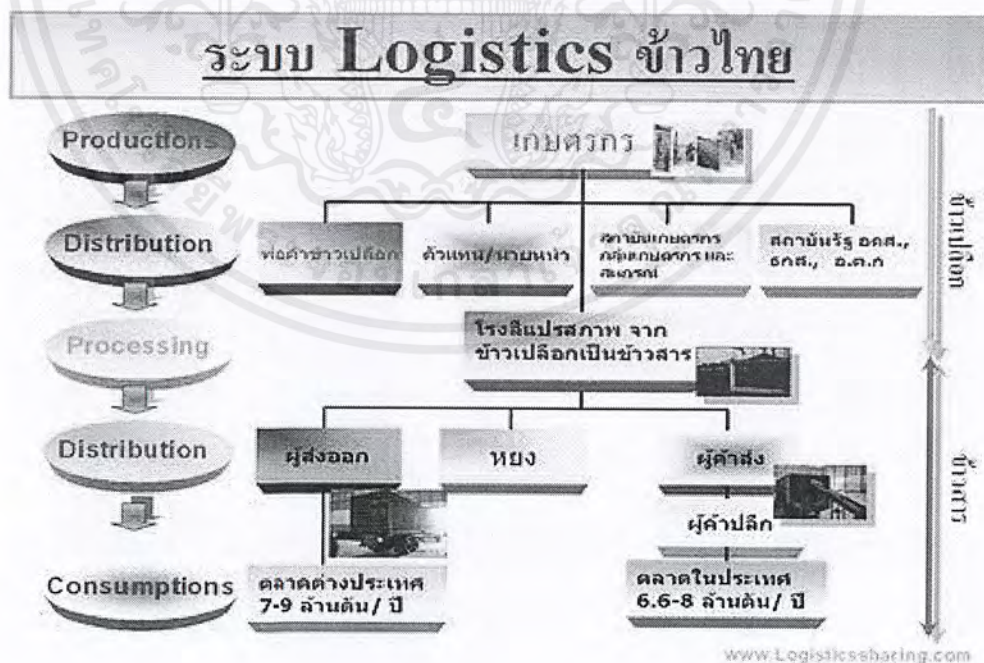 ระบบ Logistics ข้าวไทย
Productions
เกษตรกร
Distribution
พ่อค้าข้าวเปลือก
ตัวแทน/นายหน้า
สถาบันเกษตรกร
กลุ่มเกษตรกร และ
สหกรณ์
สถาบันรัฐ อคส.,
ธกส., อ.ต.ก
ข้าวเปลือก
Processing
โรงสีแปรสภาพ จาก
ข้าวเปลือกเป็นข้าวสาร
Distribution
ผู้ส่งออก
หยง
ผู้ค้าส่ง
ผู้ค้าปลีก
ข้าวสาร
Consumptions
ตลาดต่างประเทศ
7-9 ล้านตัน/ ปี
ตลาดในประเทศ
6.6-8 ล้านตัน/ ปี
www.Logisticssharing.com